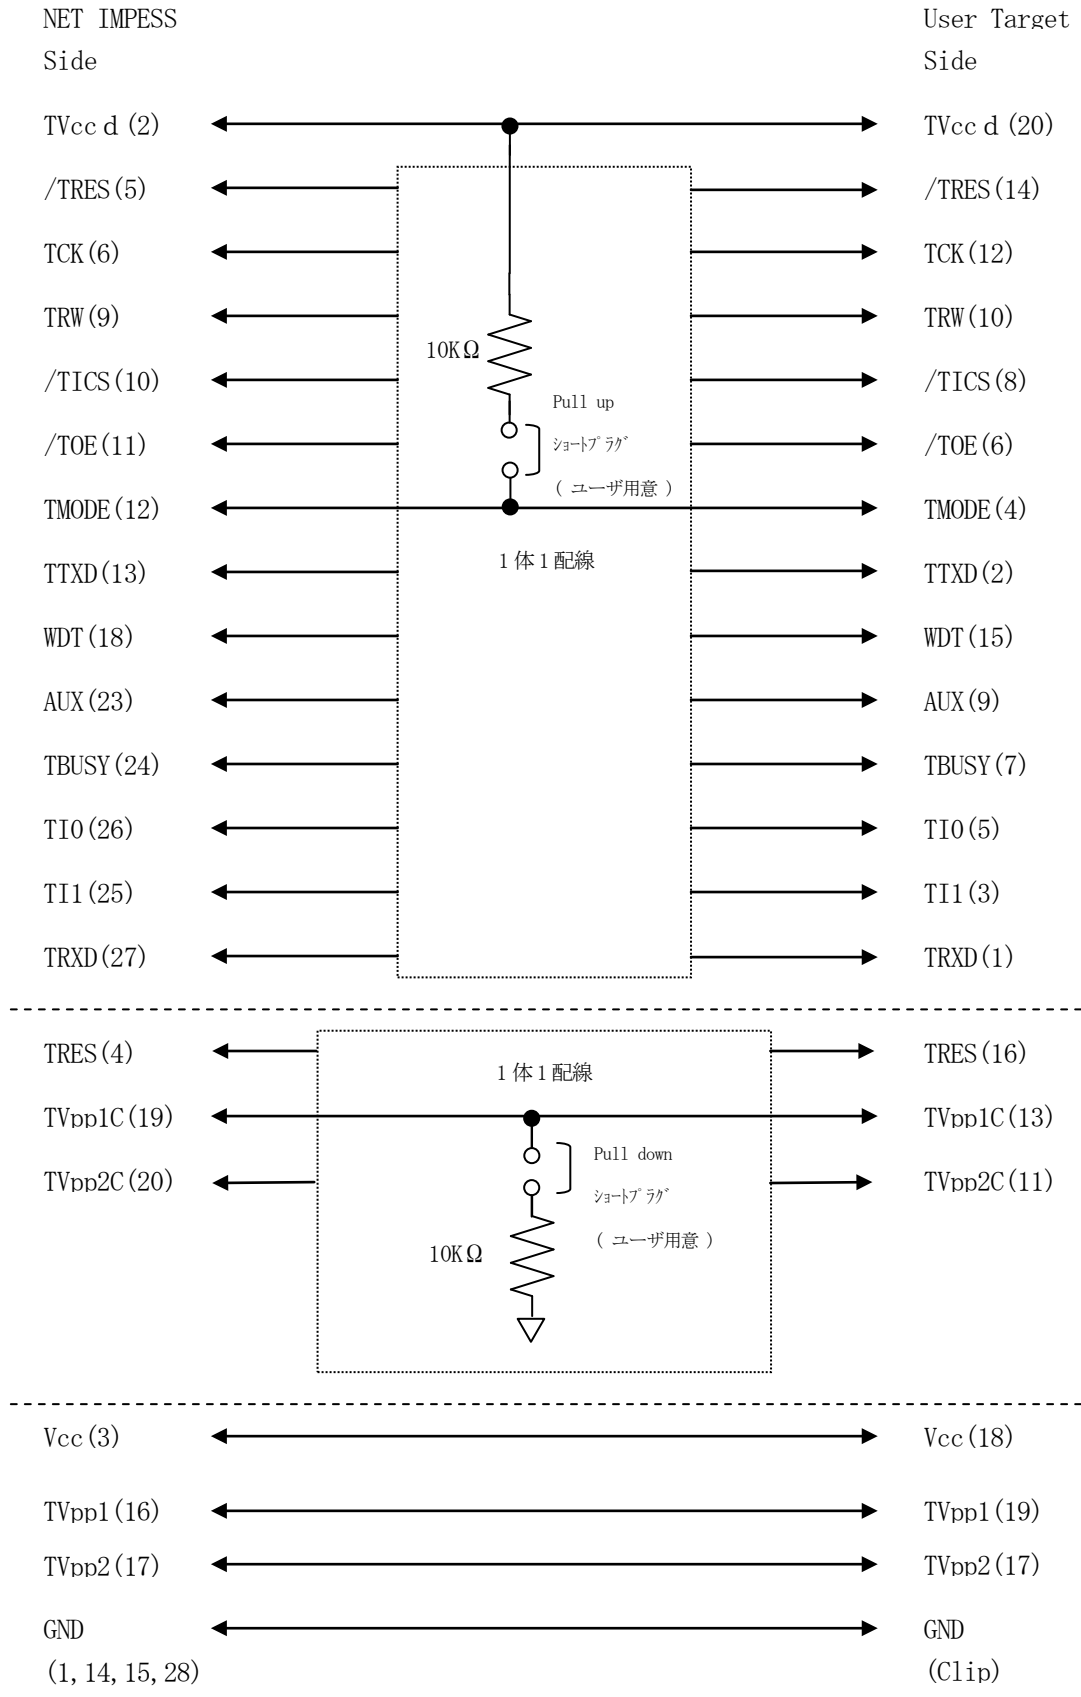 NET IMPESS User Target
Side Side
TVccｄ(2) TVccｄ(20)
/TRES(5) /TRES(14)
TCK(6) TCK(12)
TRW(9) TRW(10)
10KΩ
/TICS(10) /TICS(8)
Pull up
/TOE(11) ｼｮｰﾄﾌﾟﾗｸﾞ /TOE(6)
( ユーザ用意 )
TMODE(12) TMODE(4)
1体1配線
TTXD(13) TTXD(2)
WDT(18) WDT(15)
AUX(23) AUX(9)
TBUSY(24) TBUSY(7)
TI0(26) TI0(5)
TI1(25) TI1(3)
TRXD(27) TRXD(1)
TRES(4) TRES(16)
1体1配線
TVpp1C(19) TVpp1C(13)
Pull down
TVpp2C(20) TVpp2C(11)
ｼｮｰﾄﾌﾟﾗｸﾞ
( ユーザ用意 )
10KΩ
Vcc(3) Vcc(18)
TVpp1(16) TVpp1(19)
TVpp2(17) TVpp2(17)
GND GND
(1,14,15,28) (Clip)